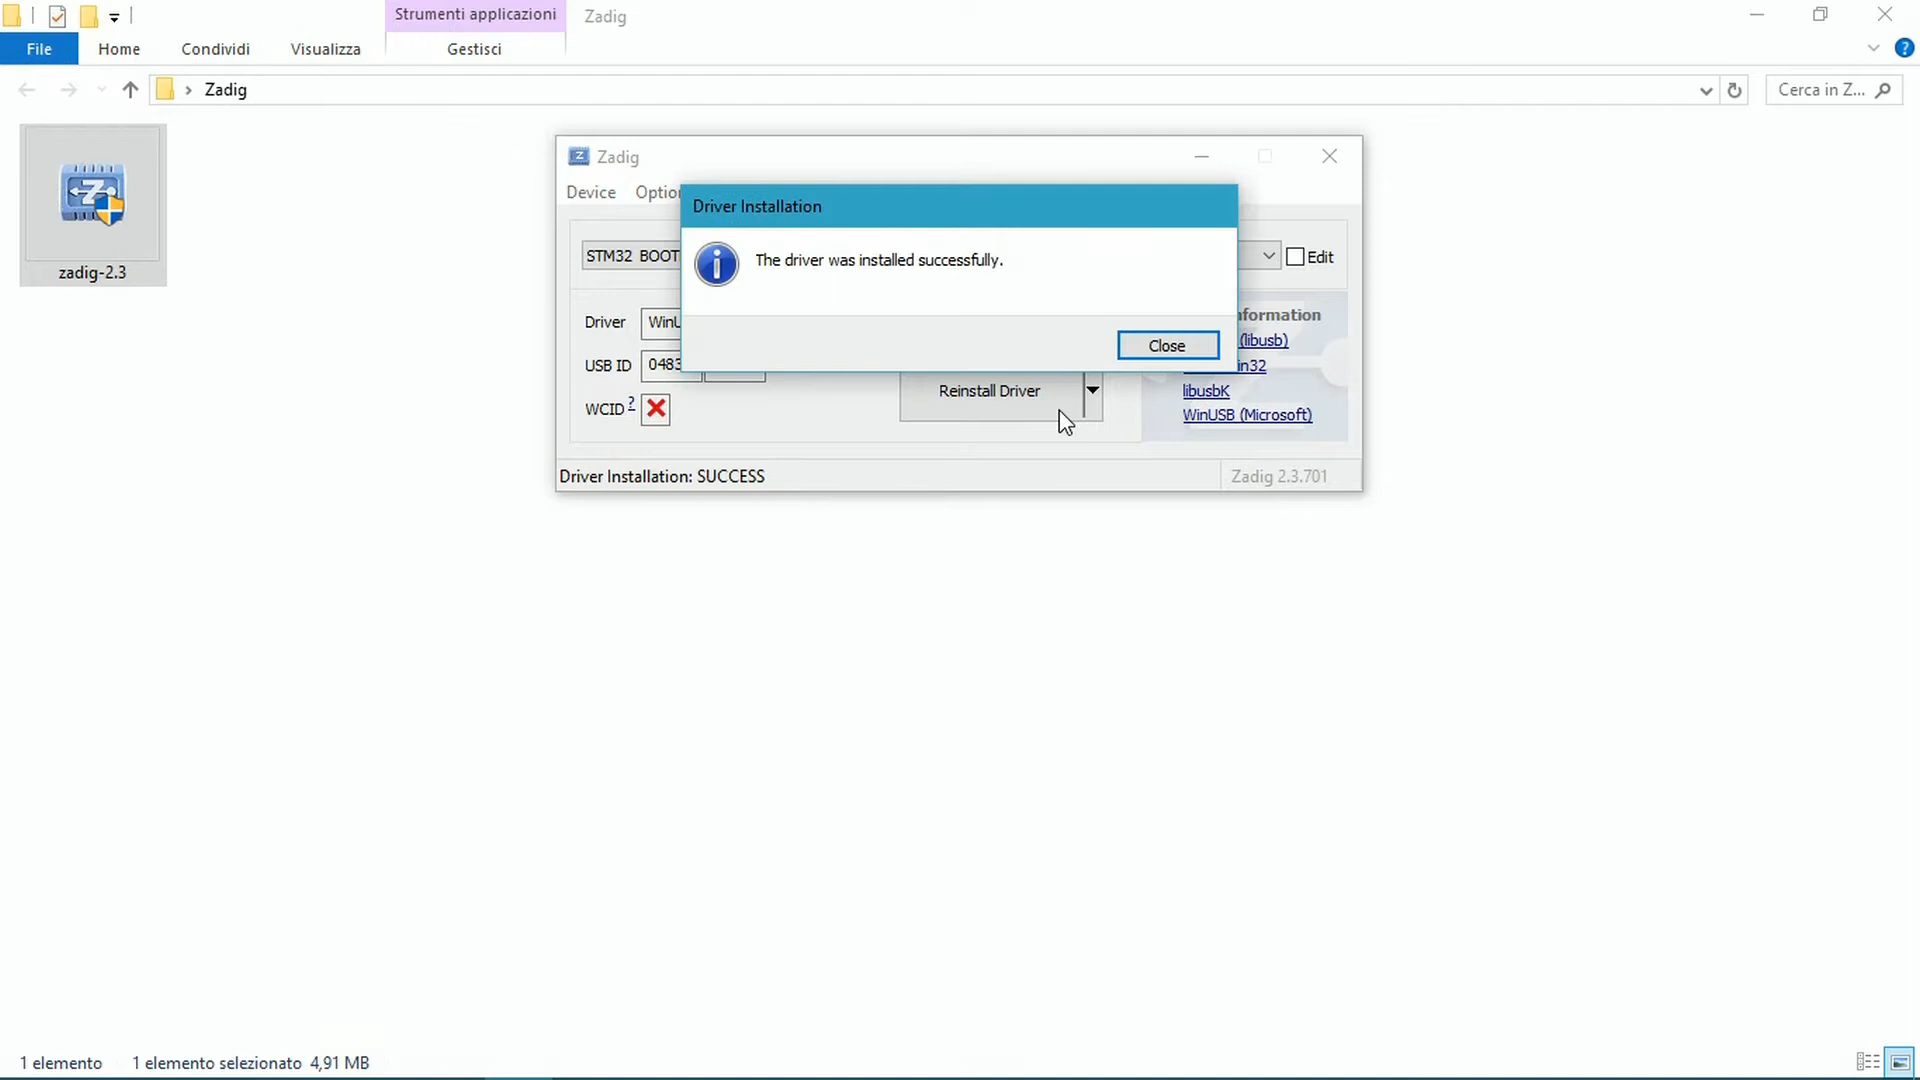 Strumenti applicazioni
Zadig
File
Home
Condividi
Visualizza
Gestisci
?
Zadig
Cerca in Z...
zadig-2.3
Zadig
Device
Driver Installation
The driver was installed successfully.
Close
STM32 BOOT
Edit
Driver
USB ID
0483
WCID ?
Reinstall Driver
(libusb)
libusbK
WinUSB (Microsoft)
Driver Installation: SUCCESS
Zadig 2.3.701
1 elemento
1 elemento selezionato 4,91 MB